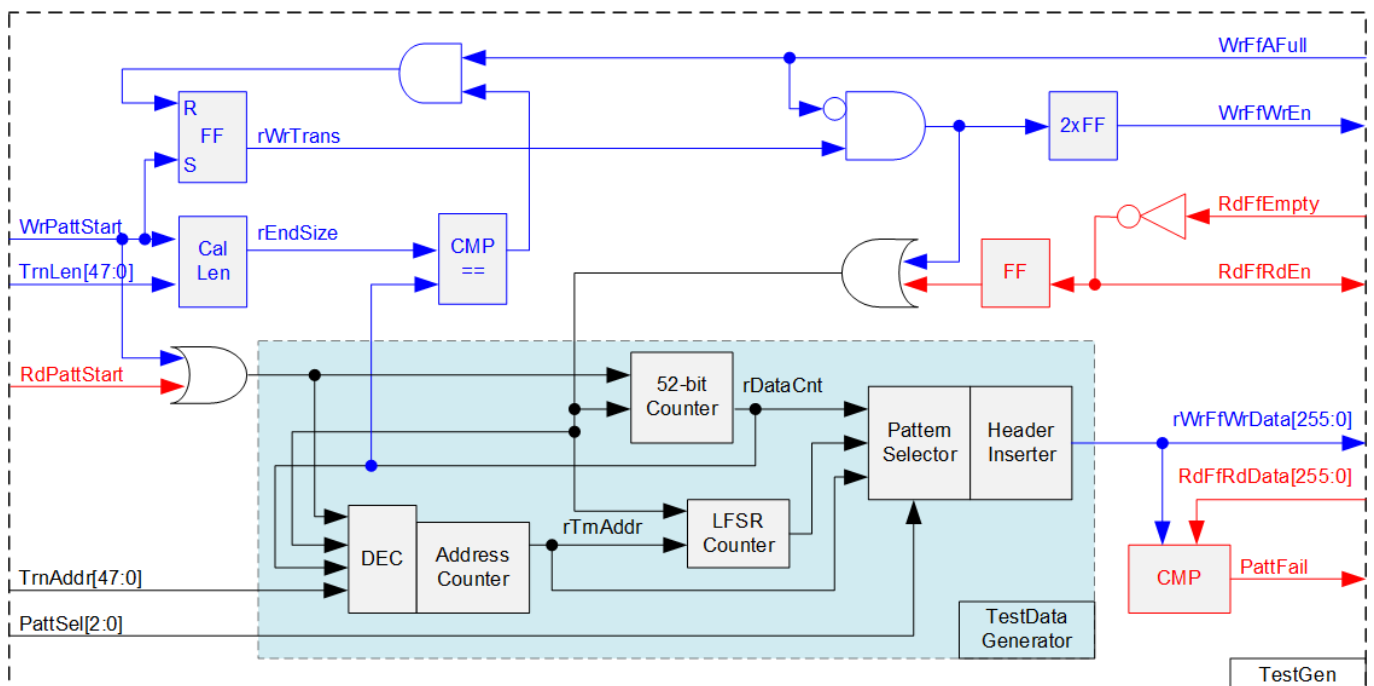 WrFfAFull
R
FF
S
rWrTrans
2xFF
WrFfWrEn
WrPattStart
TrnLen[47:0]
Cal
Len
rEndSize
CMP
==
RdFfEmpty
FF
RdFfRdEn
RdPattStart
52-bit
Counter
rDataCnt
Pattern
Selector
Header
Inserter
rWrFfWrData[255:0]
RdFfRdData[255:0]
LFSR
Counter
rTrnAddr
DEC
Address
Counter
CMP
PattFail
TrnAddr[47:0]
PattSel[2:0]
TestData
Generator
TestGen